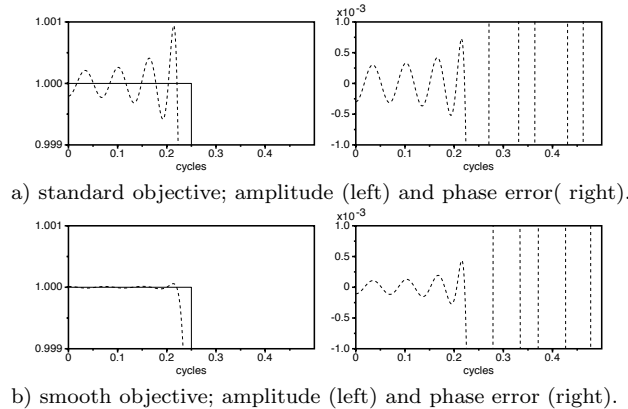 1.001
1.000
0.999
0 0.1 0.2 0.3 0.4
cycles
x10⁻³
1.0
0.5
0
-0.5
-1.0
0 0.1 0.2 0.3 0.4
cycles
a) standard objective; amplitude (left) and phase error( right).
1.001
1.000
0.999
0 0.1 0.2 0.3 0.4
cycles
x10⁻³
1.0
0.5
0
-0.5
-1.0
0 0.1 0.2 0.3 0.4
cycles
b) smooth objective; amplitude (left) and phase error (right).